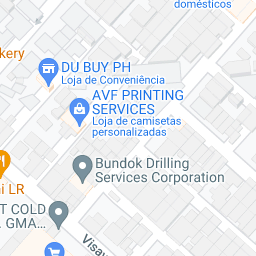 domésticos
kery
DU BUY PH
Loja de Conveniência
AVF PRINTING
SERVICES
Loja de camisetas
personalizadas
Bundok Drilling
Services Corporation
i LR
T COLD
GMA...
Visay